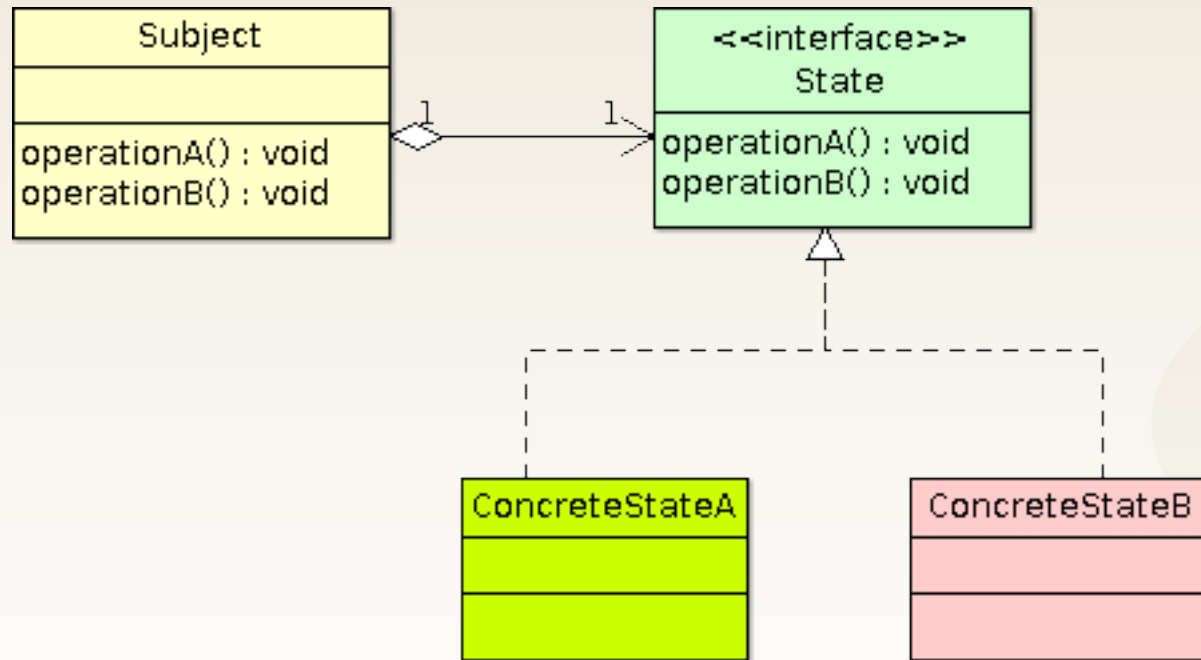 Subject
operationA() : void
operationB() : void
1
1
<<interface>>
State
operationA() : void
operationB() : void
ConcreteStateA
ConcreteStateB